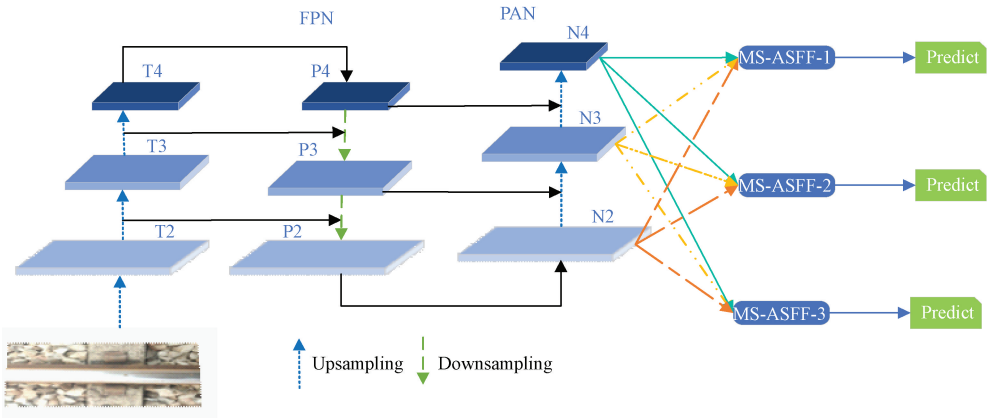 FPN
PAN
T4
P4
N4
MS-ASFF-1
Predict
T3
P3
N3
MS-ASFF-2
Predict
T2
P2
N2
MS-ASFF-3
Predict
Upsampling
Downsampling